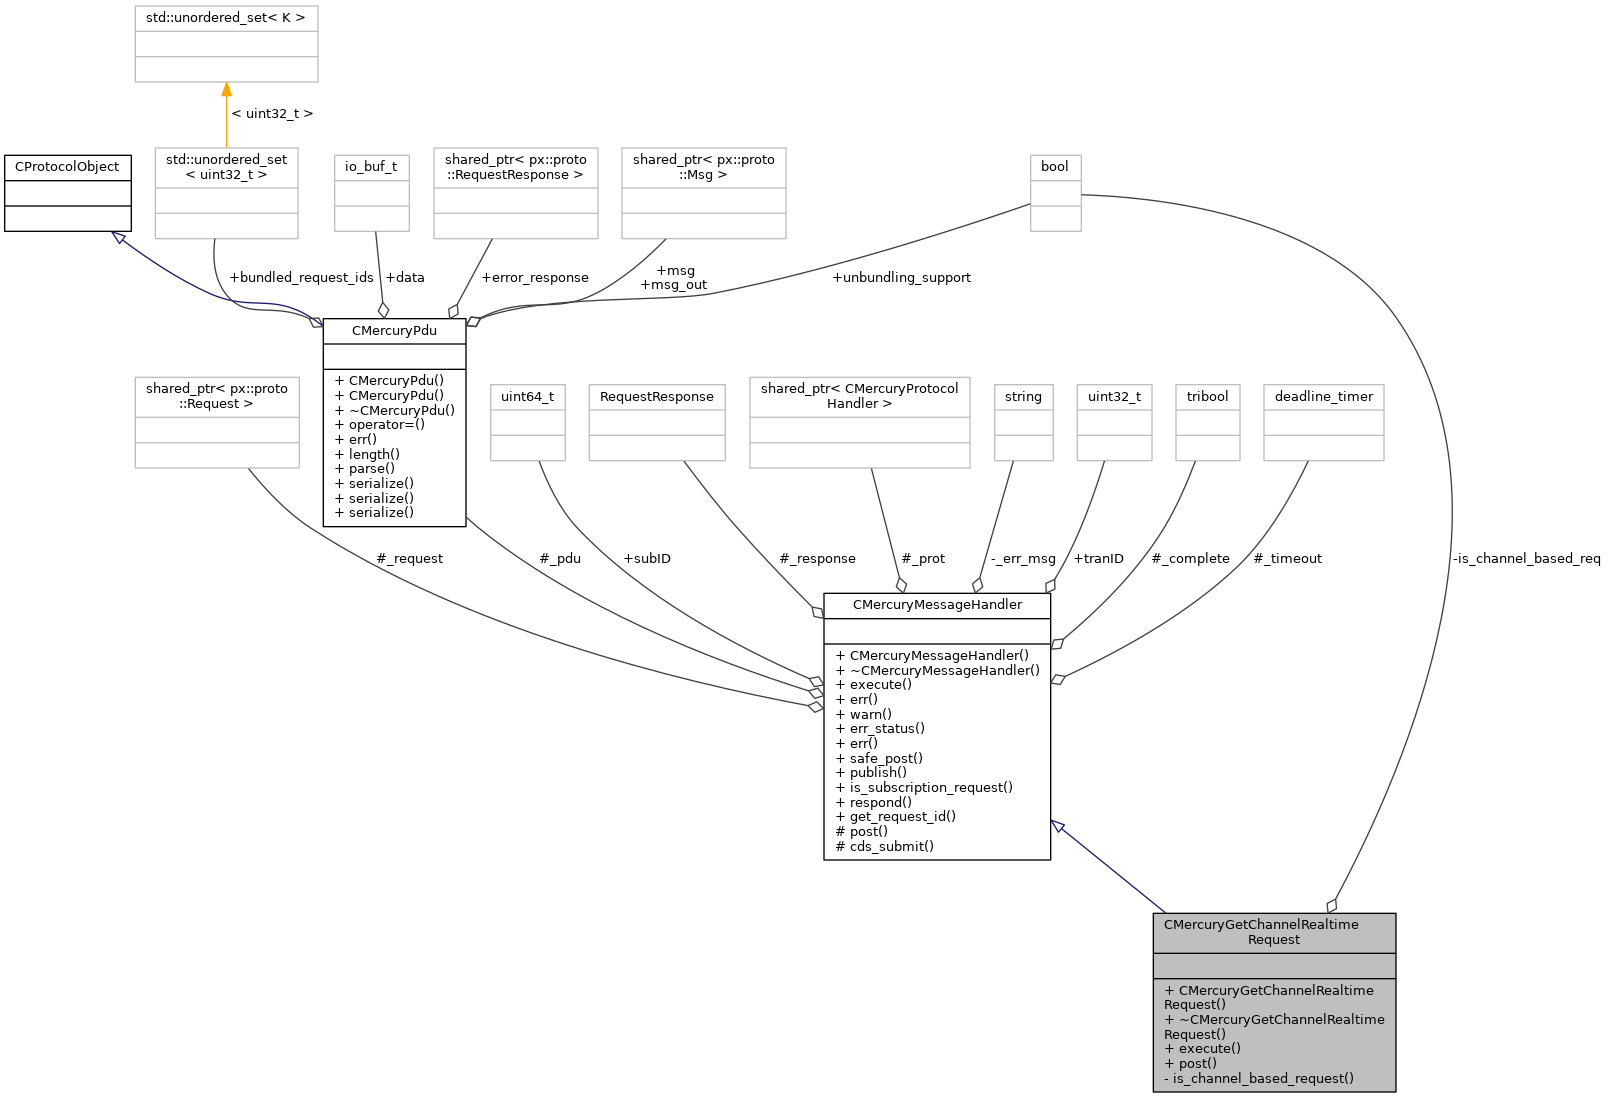 std::unordered_set< K >
< uint32_t >
CProtocolObject
std::unordered_set
< uint32_t >
io_buf_t
shared_ptr< px::proto
::RequestResponse >
shared_ptr< px::proto
::Msg >
bool
+bundled_request_ids
+data
+error_response
+msg
+msg_out
+unbundling_support
CMercuryPdu
+ CMercuryPdu()
+ CMercuryPdu()
+ ~CMercuryPdu()
+ operator=()
+ err()
+ length()
+ parse()
+ serialize()
+ serialize()
+ serialize()
shared_ptr< px::proto
::Request >
uint64_t
RequestResponse
shared_ptr< CMercuryProtocol
Handler >
string
uint32_t
tribool
deadline_timer
#_request
#_pdu
+subID
#_response
#_prot
-_err_msg
+tranID
#_complete
#_timeout
-is_channel_based_req
CMercuryMessageHandler
+ CMercuryMessageHandler()
+ ~CMercuryMessageHandler()
+ execute()
+ err()
+ warn()
+ err_status()
+ err()
+ safe_post()
+ publish()
+ is_subscription_request()
+ respond()
+ get_request_id()
# post()
# cds_submit()
CMercuryGetChannelRealtime
Request
+ CMercuryGetChannelRealtime
Request()
+ ~CMercuryGetChannelRealtime
Request()
+ execute()
+ post()
- is_channel_based_request()